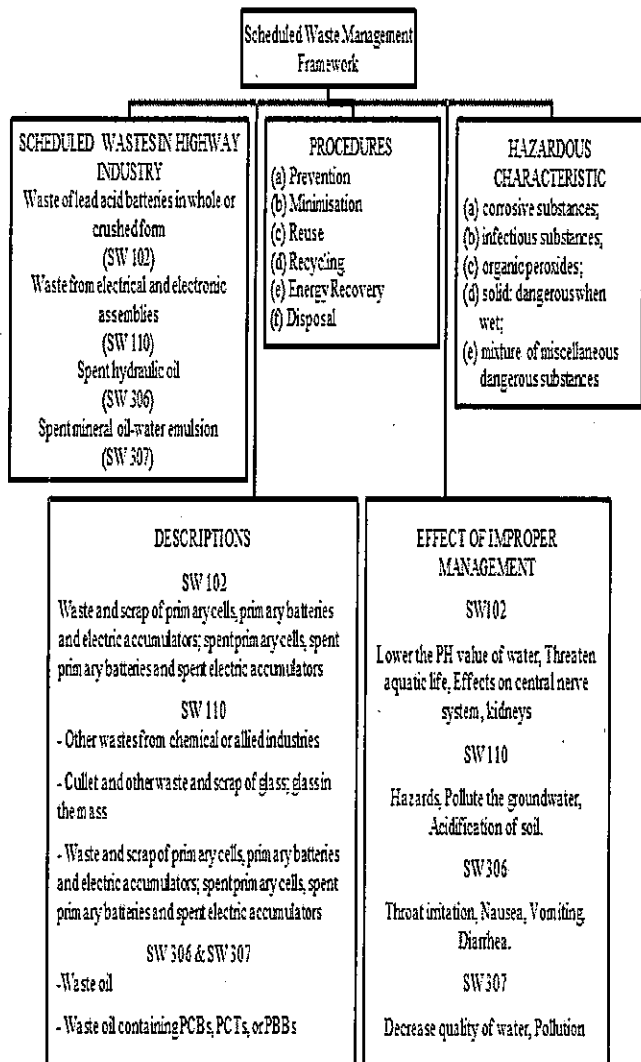 Scheduled Waste Management
Framework
SCHEDULED WASTES IN HIGHWAY
INDUSTRY
Waste of lead acid batteries in whole or
crushed form
(SW 102)
Waste from electrical and electronic
assemblies
(SW 110)
Spent hydraulic oil
(SW 306)
Spent mineral oil-water emulsion
(SW 307)
PROCEDURES
(a) Prevention
(b) Minimisation
(c) Reuse
(d) Recycling
(e) Energy Recovery
(f) Disposal
HAZARDOUS
CHARACTERISTIC
(a) corrosive substances;
(b) infectious substances;
(c) organic peroxides;
(d) solid: dangerous when
wet;
(e) mixture of miscellaneous
dangerous substances
DESCRIPTIONS
SW 102
Waste and scrap of primary cells, primary batteries
and electric accumulators; spent primary cells, spent
primary batteries and spent electric accumulators
SW 110
- Other wastes from chemical or allied industries
- Cullet and other waste and scrap of glass; glass in
the mass
- Waste and scrap of primary cells, primary batteries
and electric accumulators; spent primary cells, spent
primary batteries and spent electric accumulators
SW 306 & SW 307
-Waste oil
- Waste oil containing PCBs, PCTs, or PBBs
EFFECT OF IMPROPER
MANAGEMENT
SW102
Lower the PH value of water, Threaten
aquatic life, Effects on central nerve
system, kidneys
SW 110
Hazards, Pollute the groundwater,
Acidification of soil.
SW 306
Throat irritation, Nausea, Vomiting,
Diarrhea.
SW 307
Decrease quality of water, Pollution